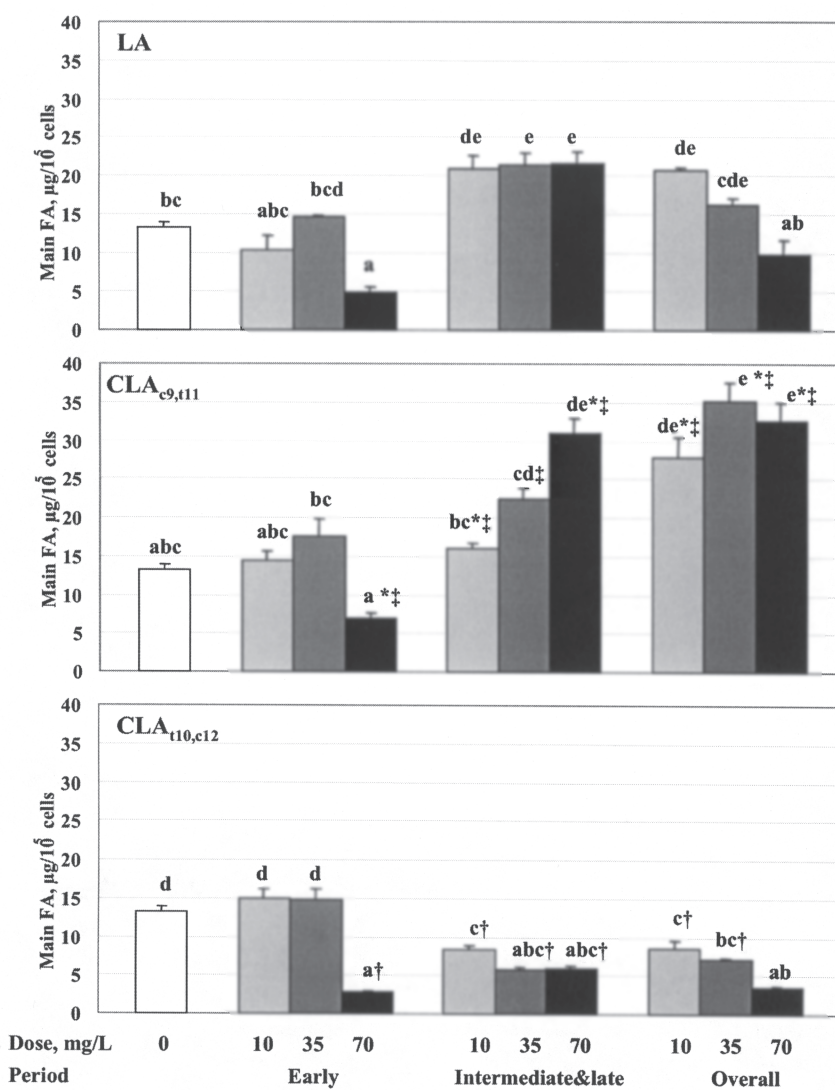 40
LA
35
30
25
20
15
10
5
0
Main FA, µg/10⁵ cells
bc
abc
bcd
a
de
e
e
de
cde
ab
40
CLAc9,t11
35
30
25
20
15
10
5
0
Main FA, µg/10⁵ cells
abc
abc
bc
a *‡
bc*‡
cd‡
de*‡
de*‡
e *‡
e*‡
40
CLAt10,c12
35
30
25
20
15
10
5
0
Main FA, µg/10⁵ cells
d
d
d
a†
c†
abc†
abc†
c†
bc†
ab
Dose, mg/L 0 10 35 70 10 35 70 10 35 70
Period Early Intermediate&late Overall